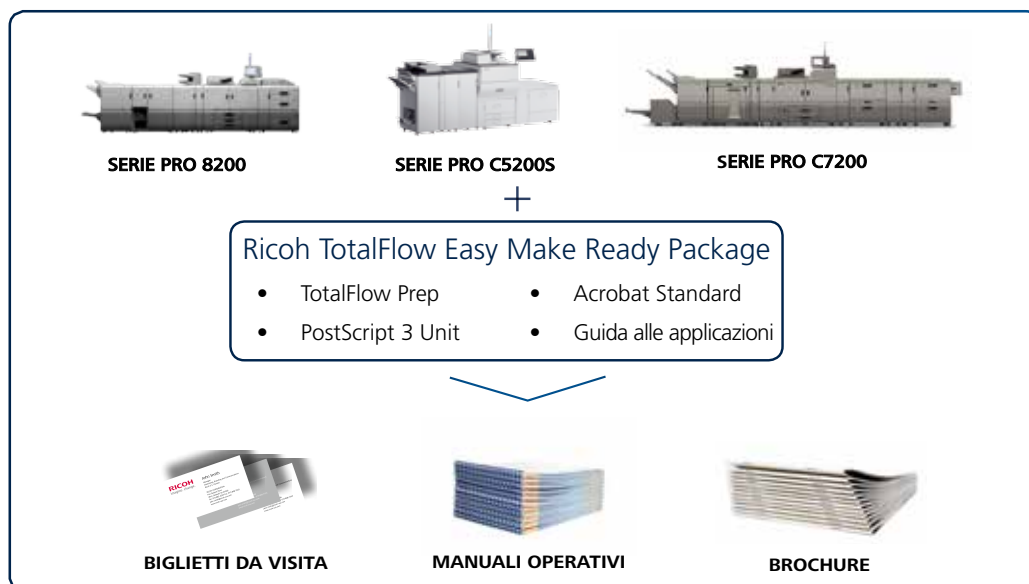 SERIE PRO 8200
SERIE PRO C5200S
SERIE PRO C7200
+
Ricoh TotalFlow Easy Make Ready Package
• TotalFlow Prep
• Acrobat Standard
• PostScript 3 Unit
• Guida alle applicazioni
RICOH
BIGLIETTI DA VISITA
MANUALI OPERATIVI
BROCHURE